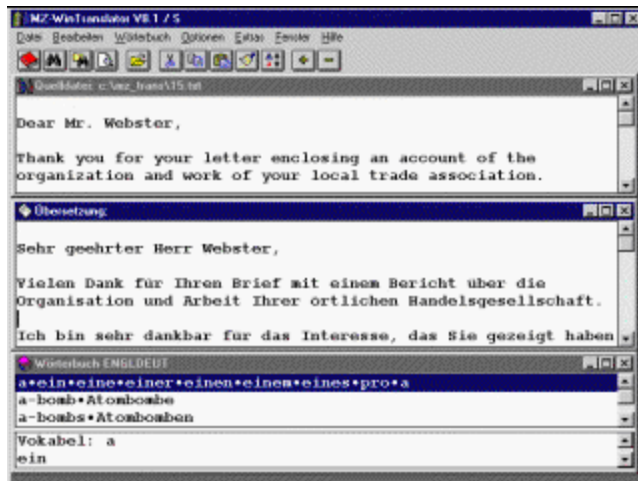 MZ-WinTranslator V8.1 / S
Datei Bearbeiten Wörterbuch Optionen Extras Fenster Hilfe
Quelldatei: c:\mz_trans\15.txt
Dear Mr. Webster,
Thank you for your letter enclosing an account of the
organization and work of your local trade association.
Übersetzung:
Sehr geehrter Herr Webster,
Vielen Dank für Ihren Brief mit einem Bericht über die
Organisation und Arbeit Ihrer örtlichen Handelsgesellschaft.
Ich bin sehr dankbar für das Interesse, das Sie gezeigt haben
Wörterbuch ENGLDEUT
a•ein•eine•einer•einen•einem•eines•pro•a
a-bomb•Atombombe
a-bombs•Atombomben
Vokabel: a
ein